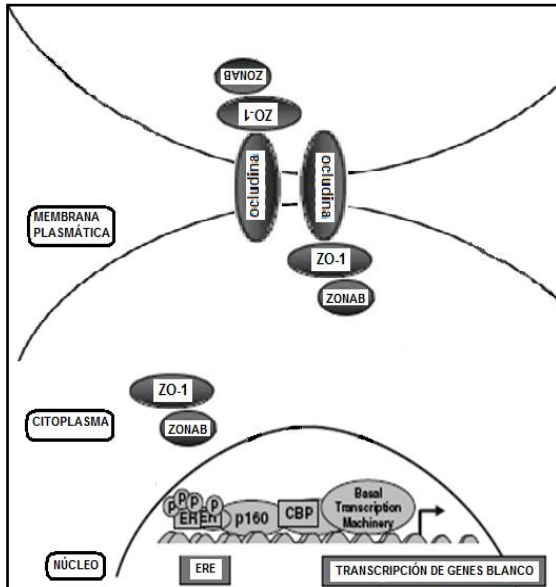 ZONAB
ZO-1
ocludina
ocludina
MEMBRANA
PLASMÁTICA
ZO-1
ZONAB
ZO-1
CITOPLASMA
ZONAB
P P P P
ER ER p160 CBP Basal
Transcription
Machinery
NÚCLEO
ERE
TRANSCRIPCIÓN DE GENES BLANCO